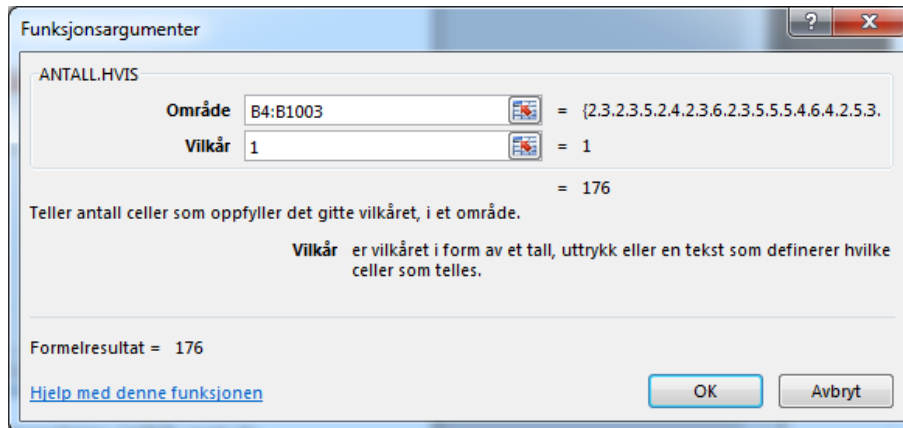 Funksjonsargumenter
ANTALL.HVIS
Område B4:B1003 = {2.3.2.3.5.2.4.2.3.6.2.3.5.5.5.4.6.4.2.5.3.
Vilkår 1 = 1
= 176
Teller antall celler som oppfyller det gitte vilkåret, i et område.
Vilkår er vilkåret i form av et tall, uttrykk eller en tekst som definerer hvilke
celler som telles.
Formelresultat = 176
Hjelp med denne funksjonen OK Avbryt